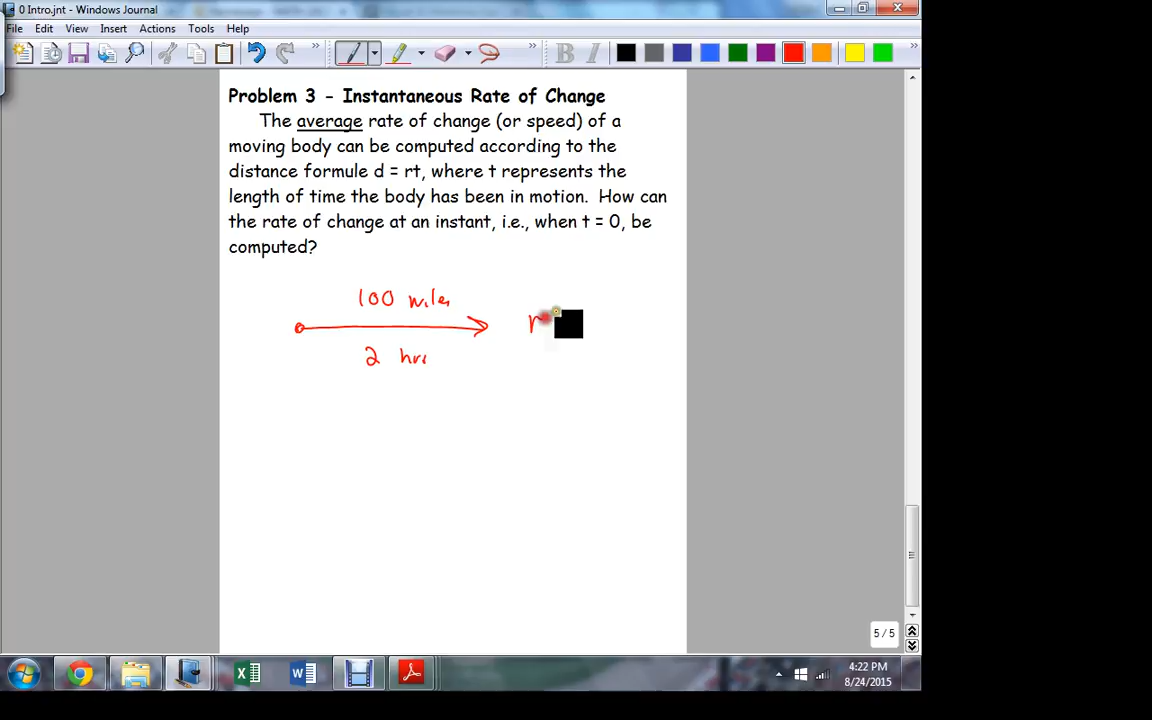 0 Intro.jnt - Windows Journal
File Edit View Insert Actions Tools Help
B I
Problem 3 - Instantaneous Rate of Change
The average rate of change (or speed) of a
moving body can be computed according to the
distance formule d = rt, where t represents the
length of time the body has been in motion. How can
the rate of change at an instant, i.e., when t = 0, be
computed?
100 miles
r
2 hrs
5 / 5
4:22 PM
8/24/2015